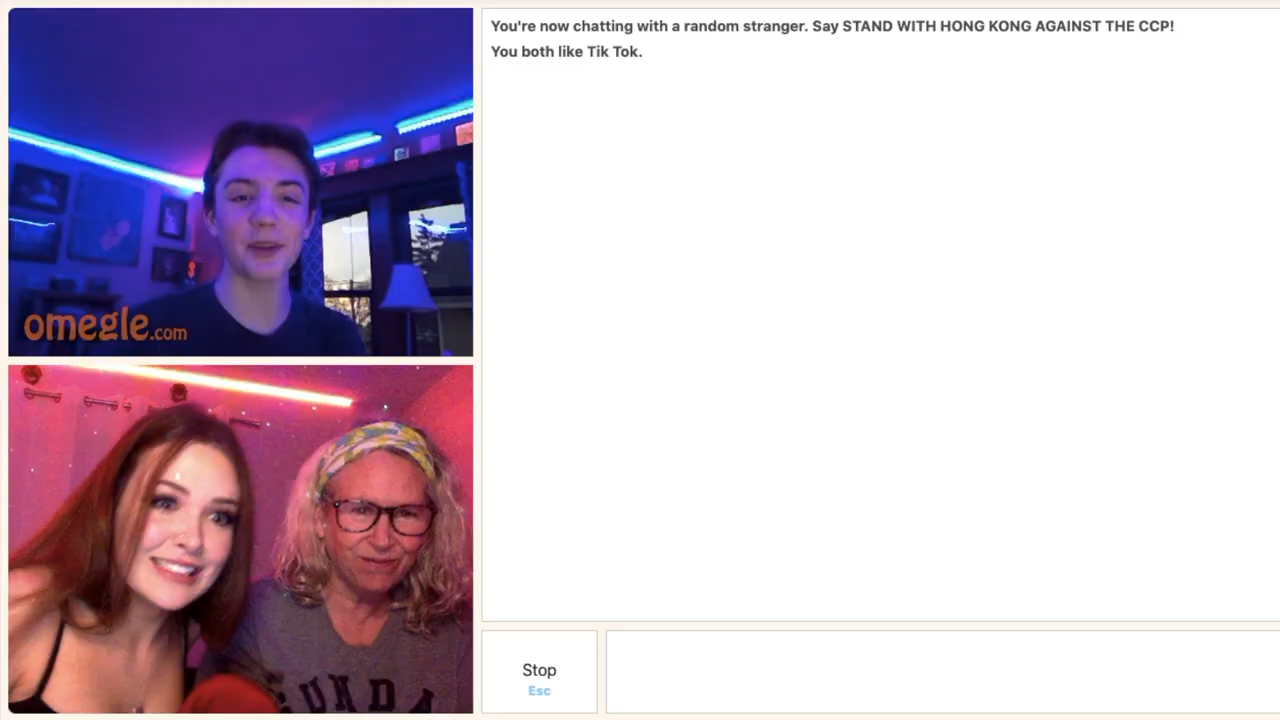 You're now chatting with a random stranger. Say STAND WITH HONG KONG AGAINST THE CCP!
You both like Tik Tok.
omegle.com
Stop
Esc